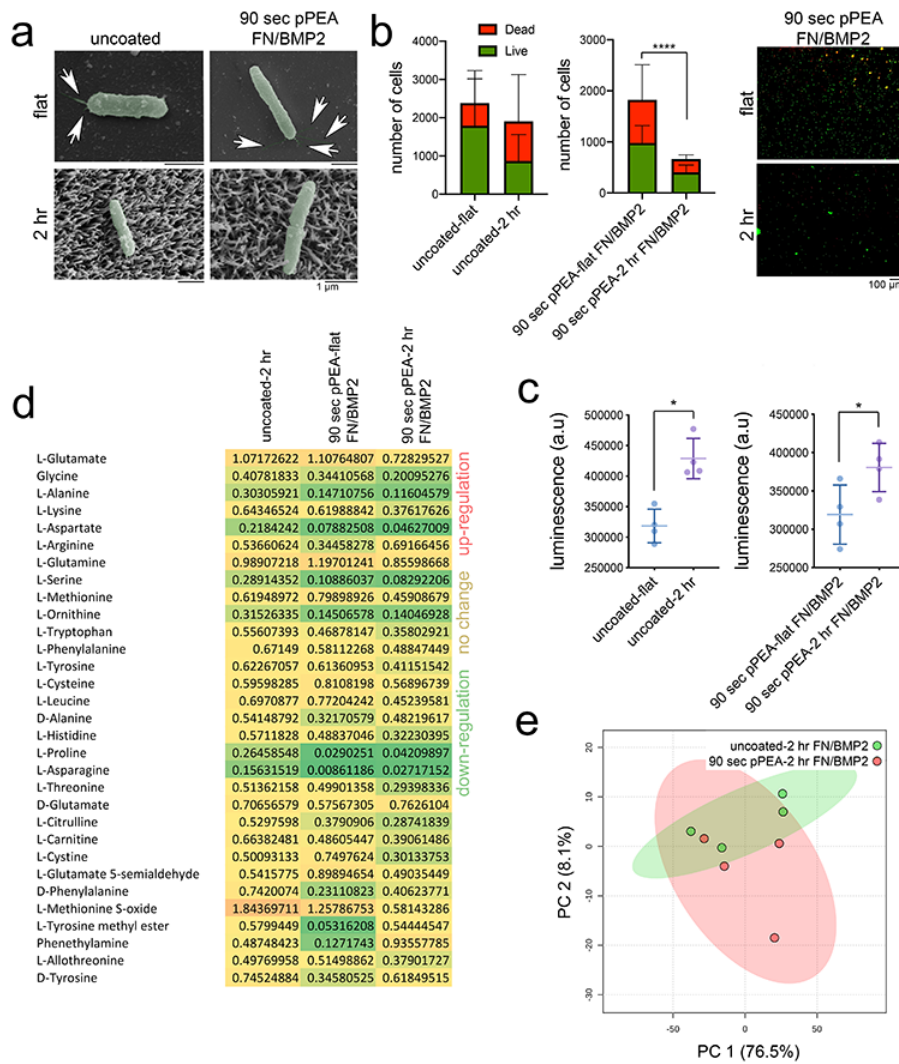 a
uncoated
90 sec pPEA
FN/BMP2
flat
2 hr
1 µm
b
Dead
Live
number of cells
4000
3000
2000
1000
0
uncoated-flat
uncoated-2 hr
number of cells
3000
2000
1000
0
****
90 sec pPEA-flat FN/BMP2
90 sec pPEA-2 hr FN/BMP2
90 sec pPEA
FN/BMP2
flat
2 hr
100 µm
d
uncoated-2 hr
90 sec pPEA-flat
FN/BMP2
90 sec pPEA-2 hr
FN/BMP2
L-Glutamate 1.07172622 1.10764807 0.72829527
Glycine 0.40781833 0.34410568 0.20095276
L-Alanine 0.30305921 0.14710756 0.11604579
L-Lysine 0.64346524 0.61988842 0.37617626
L-Aspartate 0.2184242 0.07882508 0.04627009
L-Arginine 0.53660624 0.34458278 0.69166456
L-Glutamine 0.98907218 1.19701241 0.85598668
L-Serine 0.28914352 0.10886037 0.08292206
L-Methionine 0.61948972 0.79898926 0.45908679
L-Ornithine 0.31526335 0.14506578 0.14046928
L-Tryptophan 0.55607393 0.46878147 0.35802921
L-Phenylalanine 0.67149 0.58112268 0.48847449
L-Tyrosine 0.62267057 0.61360953 0.41151542
L-Cysteine 0.59598285 0.8108198 0.56896739
L-Leucine 0.6970877 0.77204242 0.45239581
D-Alanine 0.54148792 0.32170579 0.48219617
L-Histidine 0.5711828 0.48837046 0.32230395
L-Proline 0.26458548 0.0290251 0.04209897
L-Asparagine 0.15631519 0.00861186 0.02717152
L-Threonine 0.51362158 0.49901358 0.29398336
D-Glutamate 0.70656579 0.57567305 0.7626104
L-Citrulline 0.5297598 0.3790906 0.28741839
L-Carnitine 0.66382481 0.48605447 0.39061486
L-Cystine 0.50093133 0.7497624 0.30133753
L-Glutamate 5-semialdehyde 0.5415775 0.89894654 0.49035449
D-Phenylalanine 0.7420074 0.23110823 0.40623771
L-Methionine S-oxide 1.84369711 1.25786753 0.58143286
L-Tyrosine methyl ester 0.5799449 0.05316208 0.54444547
Phenethylamine 0.48748423 0.1271743 0.93557785
L-Allothreonine 0.49769958 0.51498862 0.37901727
D-Tyrosine 0.74524884 0.34580525 0.61849515
up-regulation
no change
down-regulation
c
luminescence (a.u)
500000
450000
400000
350000
300000
250000
*
uncoated-flat
uncoated-2 hr
luminescence (a.u)
500000
450000
400000
350000
300000
250000
*
90 sec pPEA-flat FN/BMP2
90 sec pPEA-2 hr FN/BMP2
e
uncoated-2 hr FN/BMP2
90 sec pPEA-2 hr FN/BMP2
PC 2 (8.1%)
20
10
0
-10
-20
-30
-50
0
50
PC 1 (76.5%)